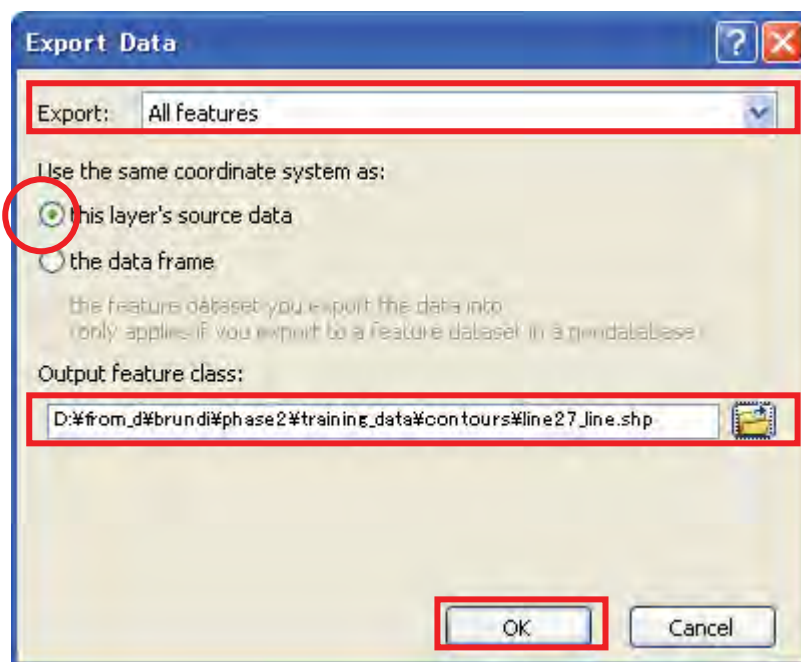 Export Data
Export: All features
Use the same coordinate system as:
this layer's source data
the data frame
the feature dataset you export the data into
(only applies if you export to a feature dataset in a geodatabase)
Output feature class:
D:¥from_d¥brundi¥phase2¥training_data¥contours¥line27_line.shp
OK Cancel